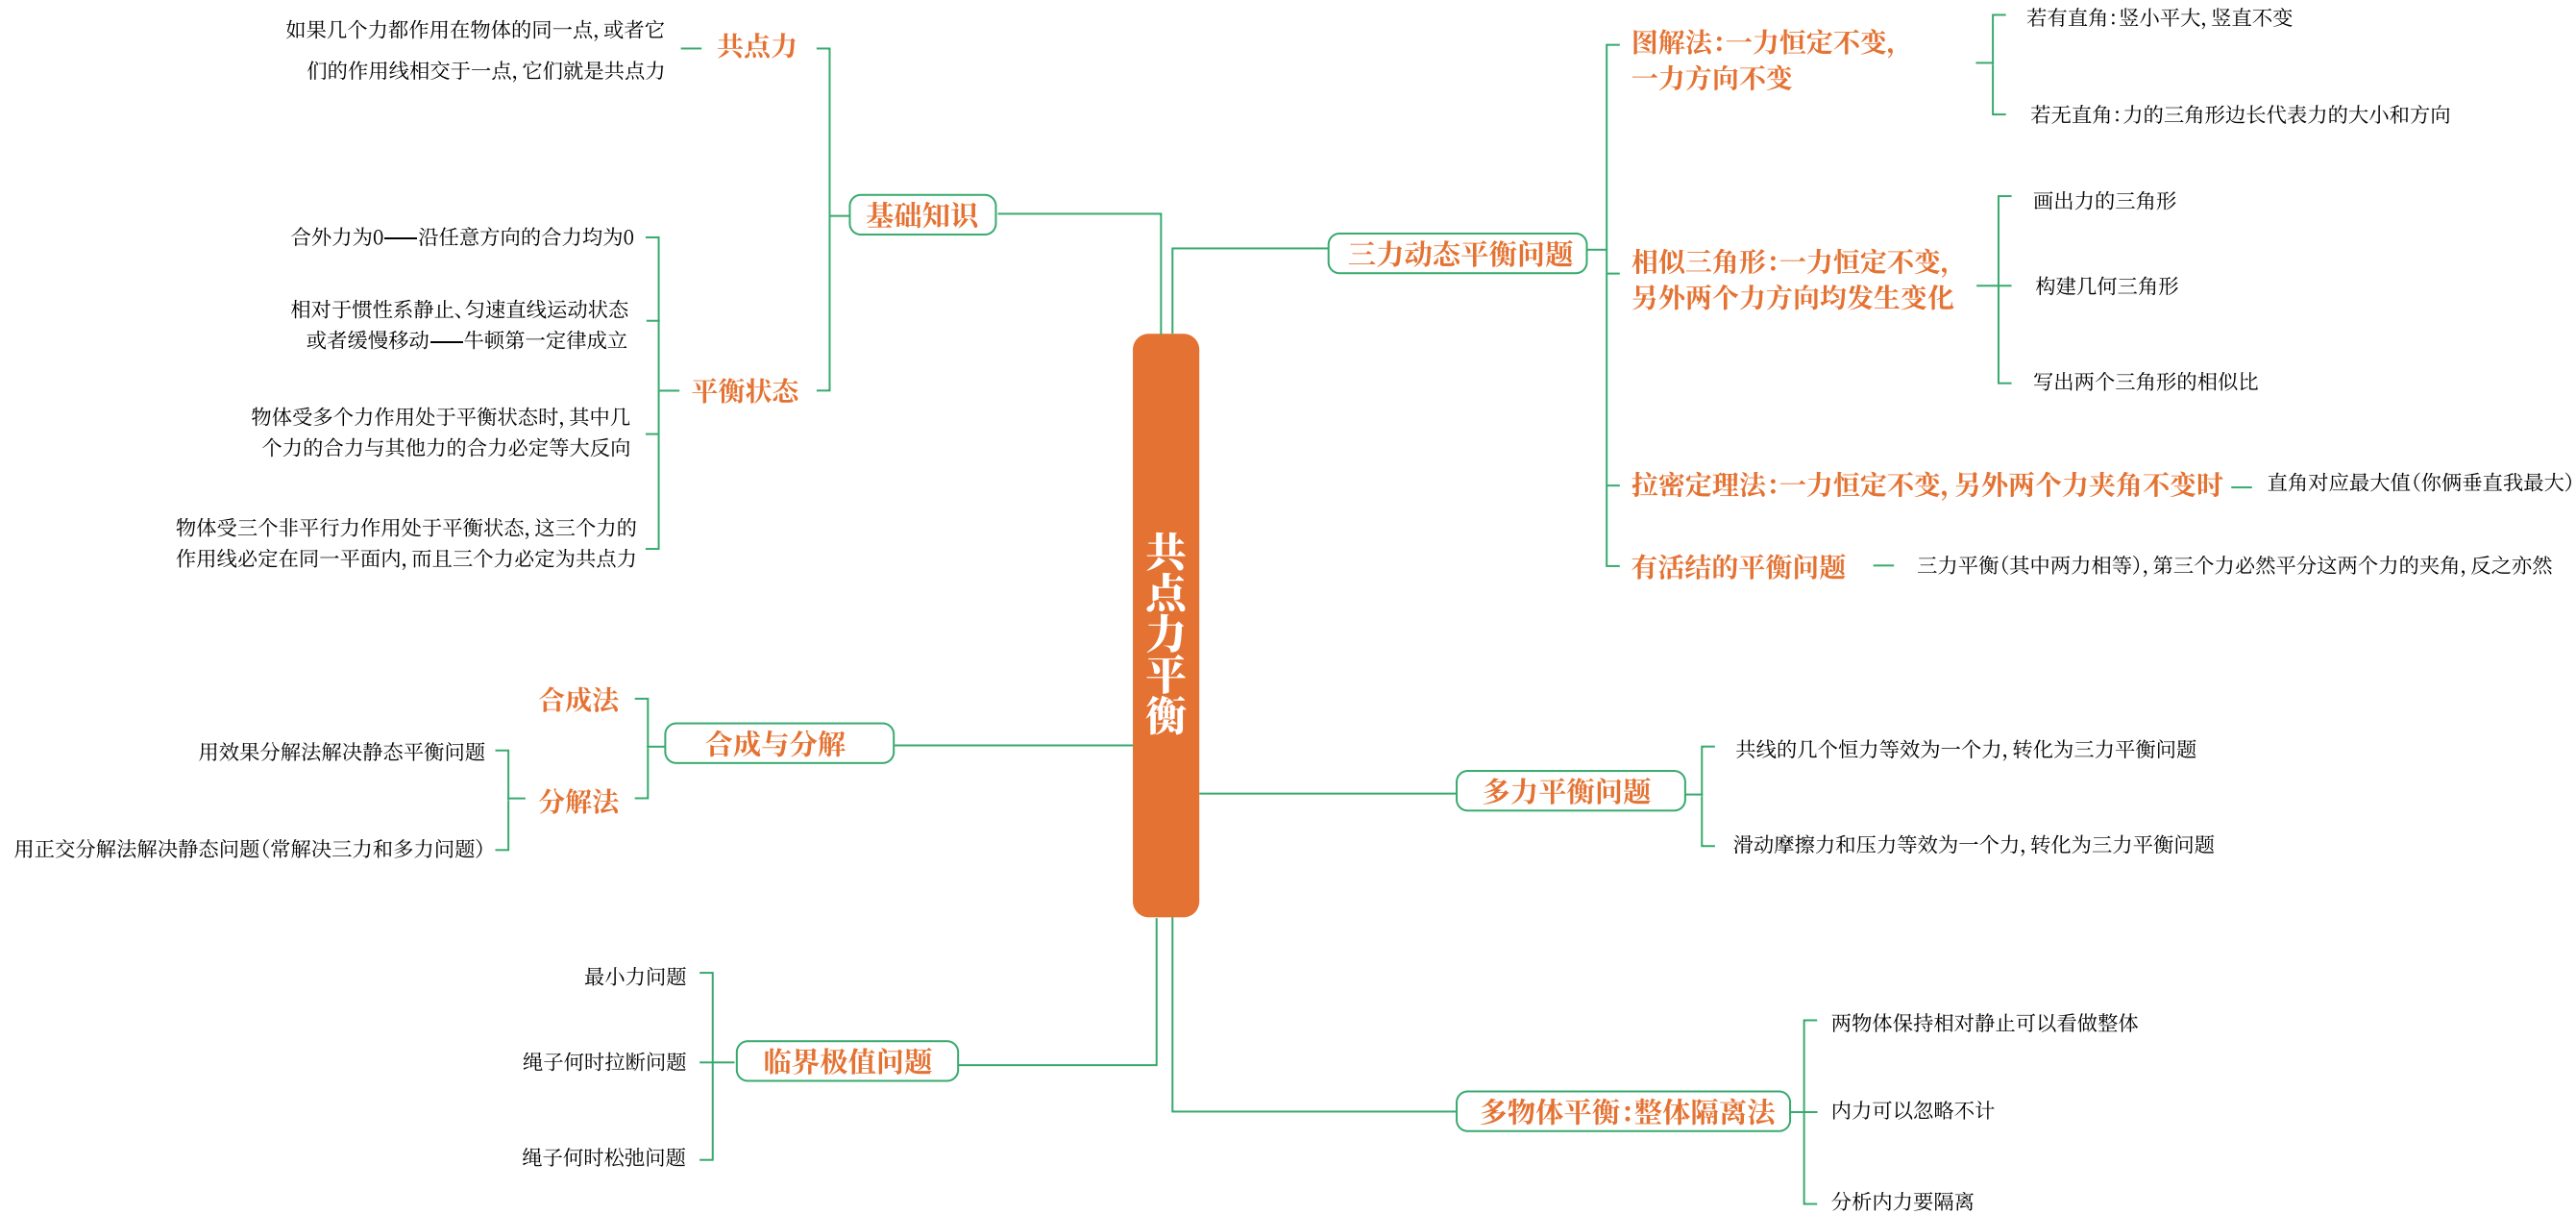 共点力平衡
基础知识
共点力
如果几个力都作用在物体的同一点, 或者它
们的作用线相交于一点, 它们就是共点力
平衡状态
合外力为0——沿任意方向的合力均为0
相对于惯性系静止、匀速直线运动状态
或者缓慢移动——牛顿第一定律成立
物体受多个力作用处于平衡状态时, 其中几
个力的合力与其他力的合力必定等大反向
物体受三个非平行力作用处于平衡状态, 这三个力的
作用线必定在同一平面内, 而且三个力必定为共点力
合成与分解
合成法
分解法
用效果分解法解决静态平衡问题
用正交分解法解决静态问题(常解决三力和多力问题)
临界极值问题
最小力问题
绳子何时拉断问题
绳子何时松弛问题
三力动态平衡问题
图解法:一力恒定不变,
一力方向不变
若有直角:竖小平大, 竖直不变
若无直角:力的三角形边长代表力的大小和方向
相似三角形:一力恒定不变,
另外两个力方向均发生变化
画出力的三角形
构建几何三角形
写出两个三角形的相似比
拉密定理法:一力恒定不变, 另外两个力夹角不变时
直角对应最大值(你俩垂直我最大)
有活结的平衡问题
三力平衡(其中两力相等), 第三个力必然平分这两个力的夹角, 反之亦然
多力平衡问题
共线的几个恒力等效为一个力, 转化为三力平衡问题
滑动摩擦力和压力等效为一个力, 转化为三力平衡问题
多物体平衡:整体隔离法
两物体保持相对静止可以看做整体
内力可以忽略不计
分析内力要隔离